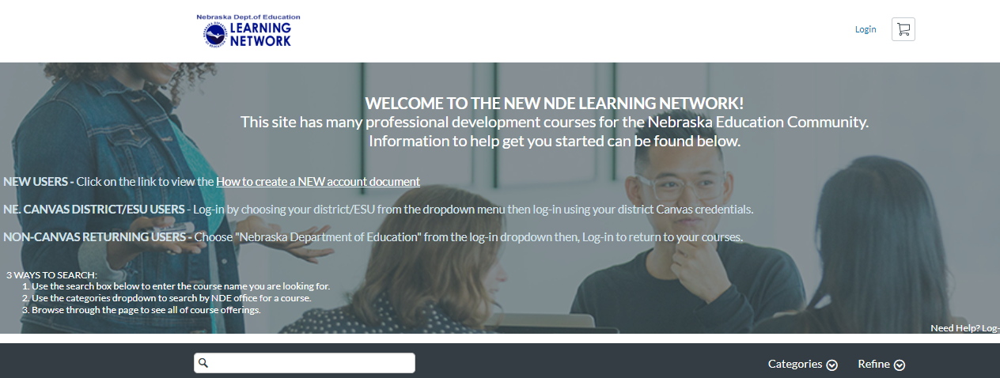 Nebraska Dept.of Education
LEARNING
NETWORK
Login
WELCOME TO THE NEW NDE LEARNING NETWORK!
This site has many professional development courses for the Nebraska Education Community.
Information to help get you started can be found below.
NEW USERS - Click on the link to view the How to create a NEW account document
NE. CANVAS DISTRICT/ESU USERS - Log-in by choosing your district/ESU from the dropdown menu then log-in using your district Canvas credentials.
NON-CANVAS RETURNING USERS - Choose "Nebraska Department of Education" from the log-in dropdown then, Log-in to return to your courses.
3 WAYS TO SEARCH:
1. Use the search box below to enter the course name you are looking for.
2. Use the categories dropdown to search by NDE office for a course.
3. Browse through the page to see all of course offerings.
Need Help? Log-
Categories
Refine